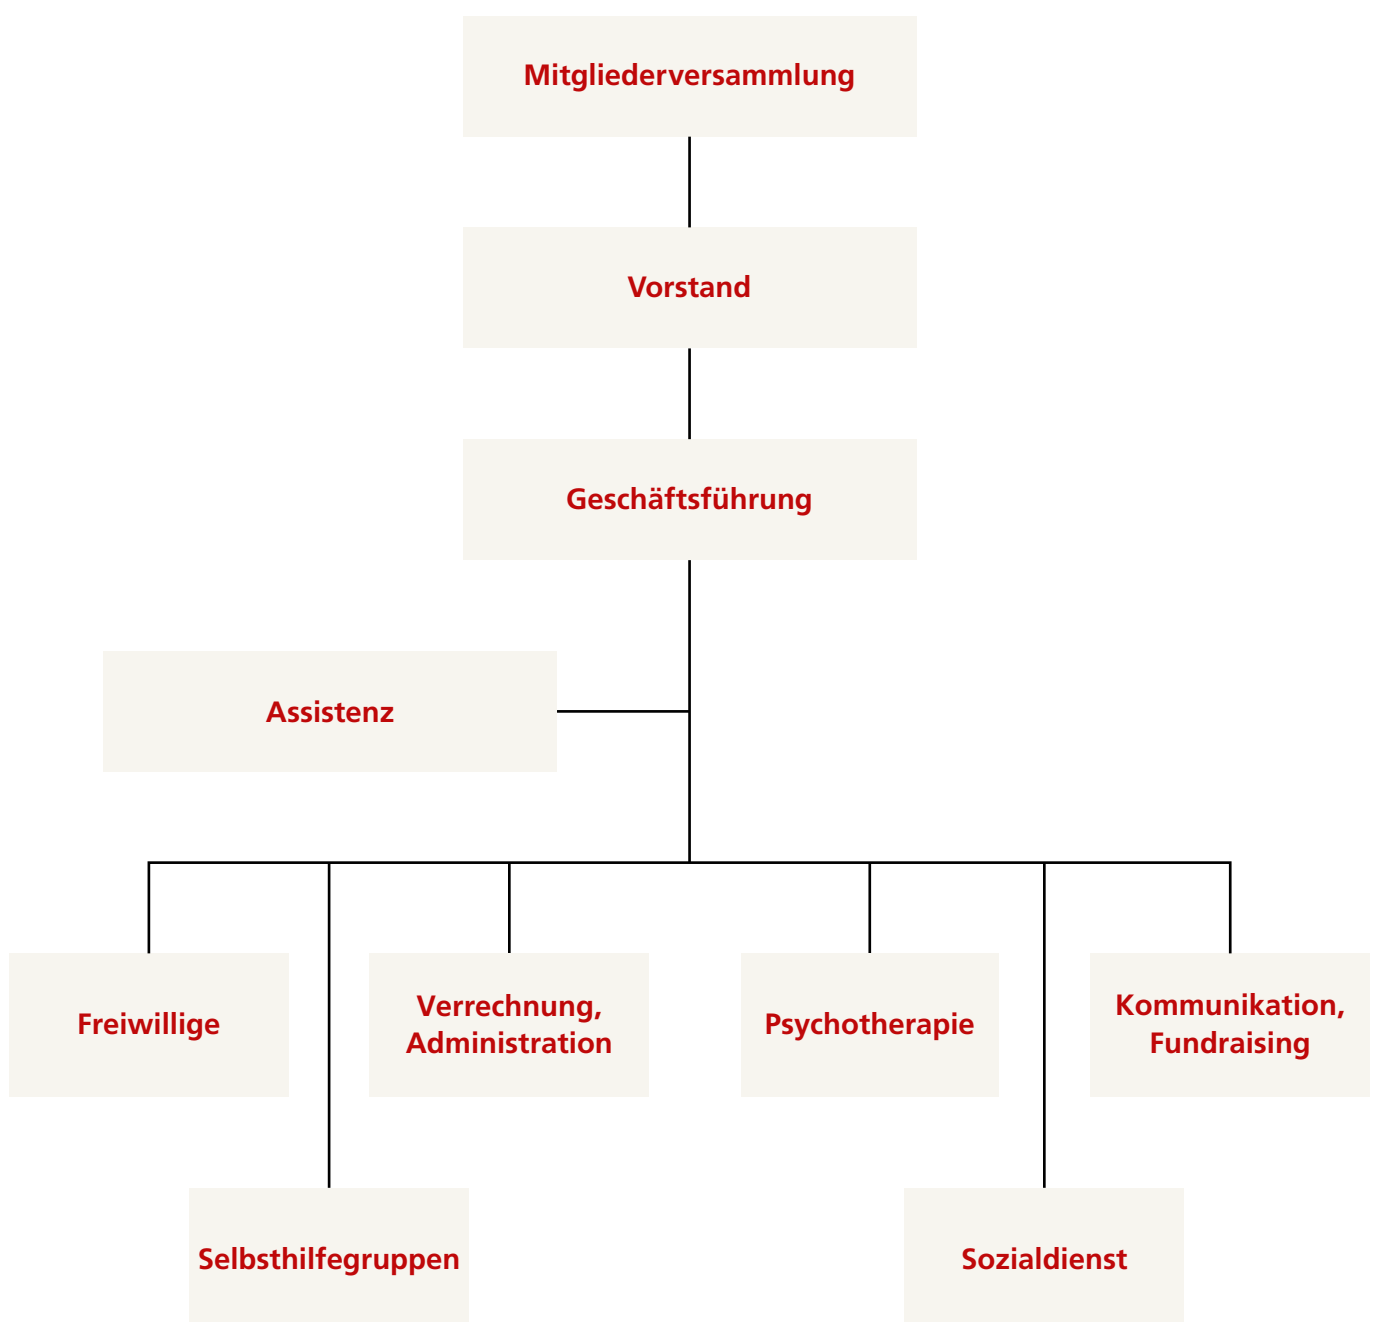 Mitgliederversammlung
Vorstand
Geschäftsführung
Assistenz
Freiwillige
Verrechnung,
Administration
Psychotherapie
Kommunikation,
Fundraising
Selbsthilfegruppen
Sozialdienst